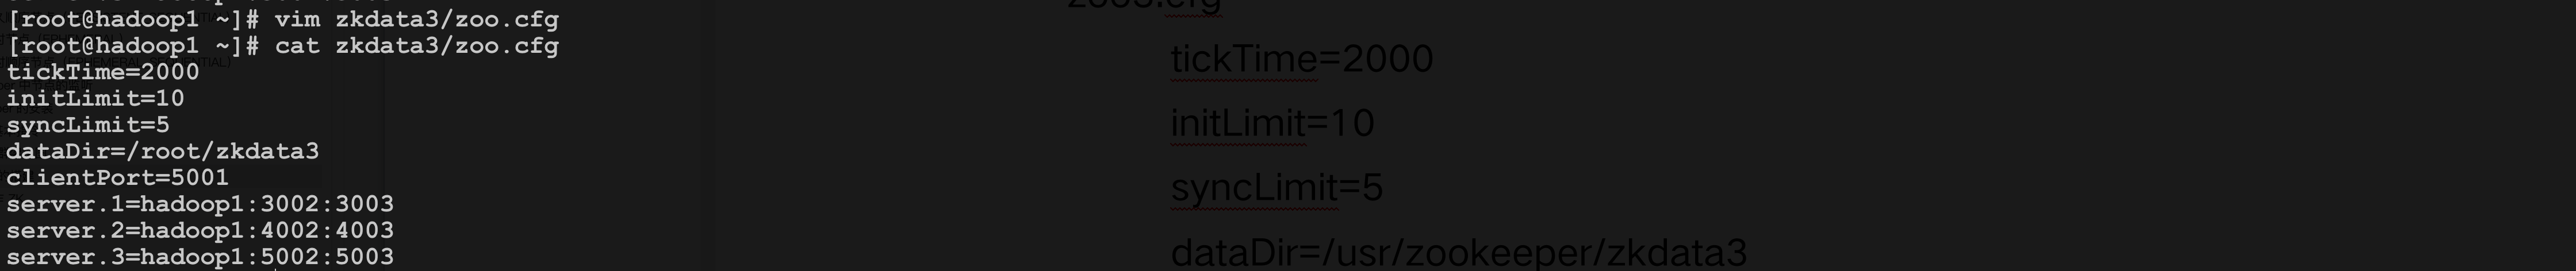 [root@hadoop1 ~]# vim zkdata3/zoo.cfg
[root@hadoop1 ~]# cat zkdata3/zoo.cfg
tickTime=2000
initLimit=10
syncLimit=5
dataDir=/root/zkdata3
clientPort=5001
server.1=hadoop1:3002:3003
server.2=hadoop1:4002:4003
server.3=hadoop1:5002:5003
tickTime=2000
initLimit=10
syncLimit=5
dataDir=/usr/zookeeper/zkdata3